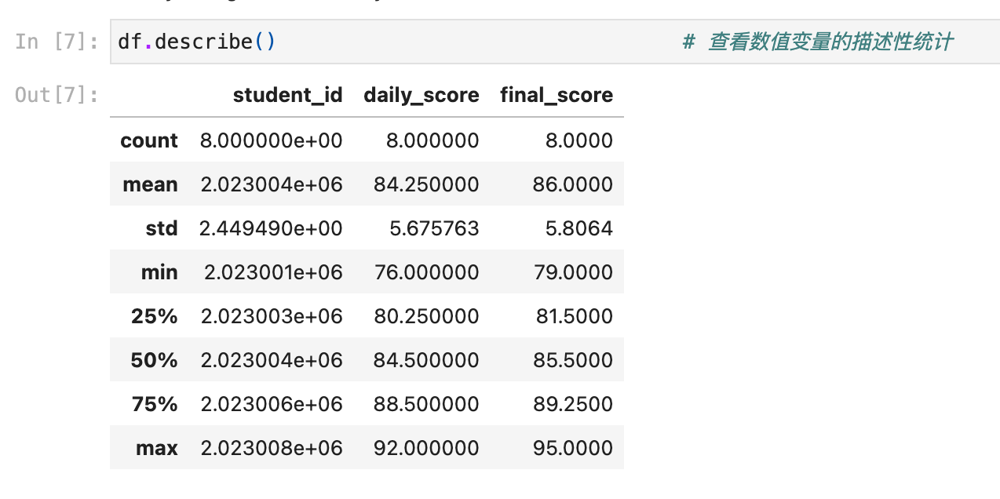 In [7]: df.describe() # 查看数值变量的描述性统计
Out[7]:
student_id daily_score final_score
count 8.000000e+00 8.000000 8.0000
mean 2.023004e+06 84.250000 86.0000
std 2.449490e+00 5.675763 5.8064
min 2.023001e+06 76.000000 79.0000
25% 2.023003e+06 80.250000 81.5000
50% 2.023004e+06 84.500000 85.5000
75% 2.023006e+06 88.500000 89.2500
max 2.023008e+06 92.000000 95.0000